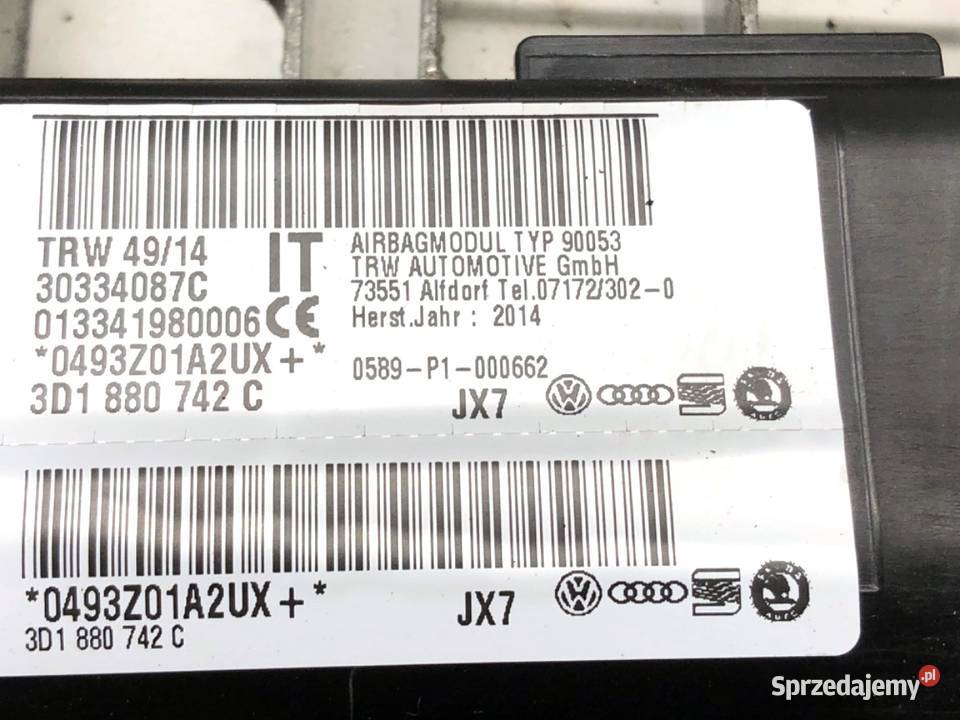 TRW 49/14
30334087C
013341980006
*0493Z01A2UX+*
3D1 880 742 C
IT
CE
AIRBAGMODUL TYP 90053
TRW AUTOMOTIVE GmbH
73551 Alfdorf Tel.07172/302-0
Herst.Jahr : 2014
0589-P1-000662
JX7
*0493Z01A2UX+*
3D1 880 742 C
JX7
Sprzedajemy.pl